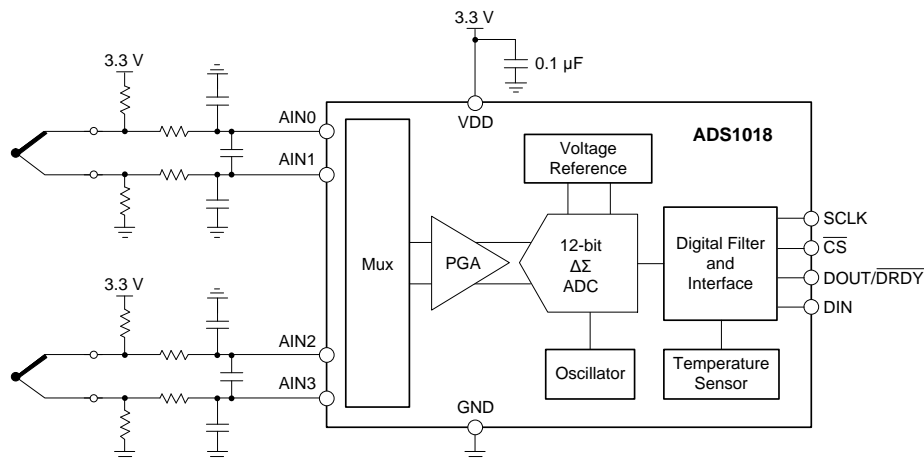 3.3 V
0.1 µF
3.3 V
AIN0
AIN1
VDD
ADS1018
Voltage
Reference
Mux
PGA
12-bit
ΔΣ
ADC
Digital Filter
and
Interface
SCLK
CS
DOUT/DRDY
DIN
3.3 V
AIN2
AIN3
Oscillator
Temperature
Sensor
GND